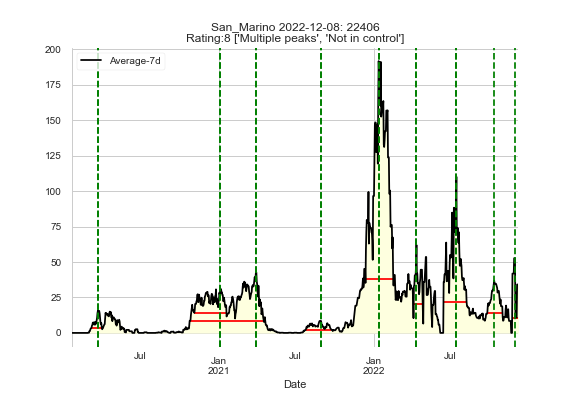 San_Marino 2022-12-08: 22406
Rating:8 ['Multiple peaks', 'Not in control']
200
Average-7d
175
150
125
100
75
50
25
0
Jul
Jan
2021
Jul
Jan
2022
Jul
Date